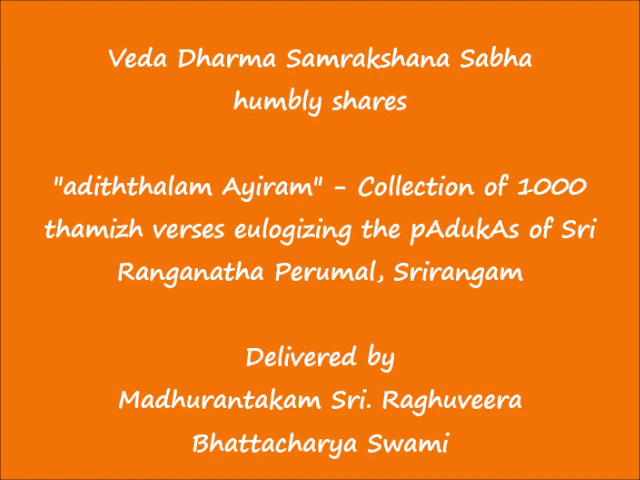 Veda Dharma Samrakshana Sabha
humbly shares
"adiththalam Ayiram" - Collection of 1000
thamizh verses eulogizing the pAdukAs of Sri
Ranganatha Perumal, Srirangam
Delivered by
Madhurantakam Sri. Raghuveera
Bhattacharya Swami